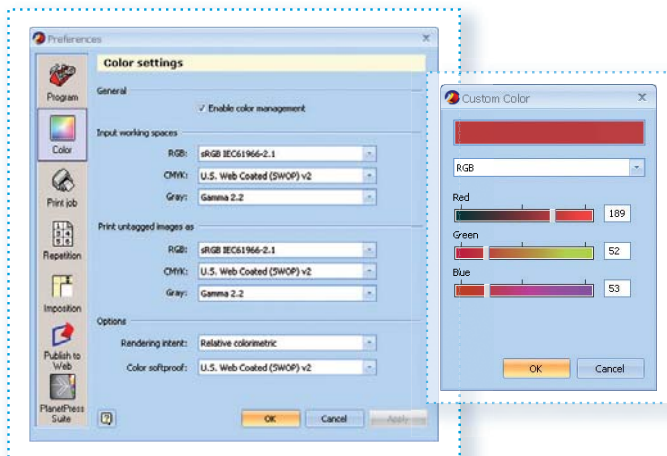 Preferences
Program
Color
Print job
Repetition
Imposition
Publish to
Web
PlanetPress
Suite
Color settings
General
Enable color management
Input working spaces
RGB: sRGB IEC61966-2.1
CMYK: U.S. Web Coated (SWOP) v2
Gray: Gamma 2.2
Print untagged images as
RGB: sRGB IEC61966-2.1
CMYK: U.S. Web Coated (SWOP) v2
Gray: Gamma 2.2
Options
Rendering intent: Relative colorimetric
Color softproof: U.S. Web Coated (SWOP) v2
OK Cancel Apply
Custom Color
RGB
Red
189
Green
52
Blue
53
OK Cancel